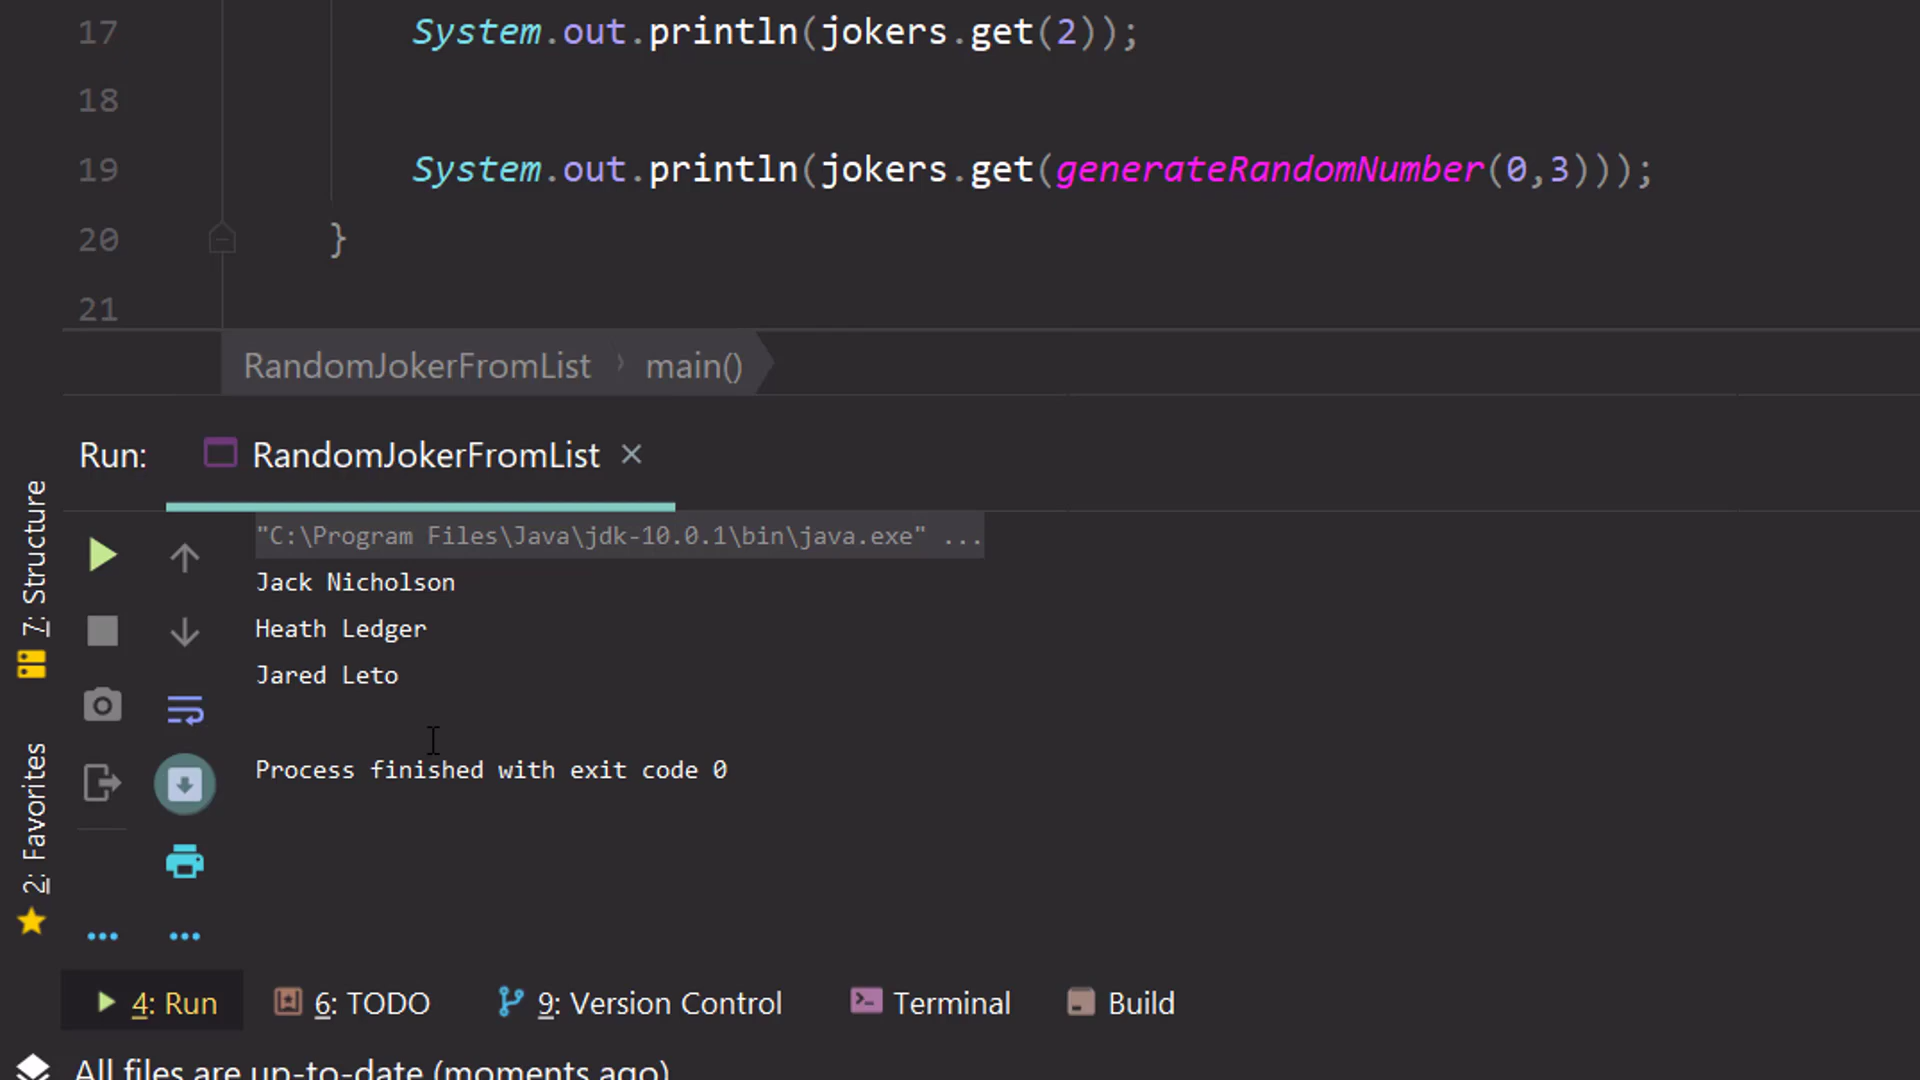 17 System.out.println(jokers.get(2));
18
19 System.out.println(jokers.get(generateRandomNumber(0,3)));
20 }
21
RandomJokerFromList › main()
Run: RandomJokerFromList ×
"C:\Program Files\Java\jdk-10.0.1\bin\java.exe" ...
Jack Nicholson
Heath Ledger
Jared Leto
Process finished with exit code 0
7: Structure
2: Favorites
4: Run 6: TODO 9: Version Control Terminal Build
All files are up-to-date (moments ago)